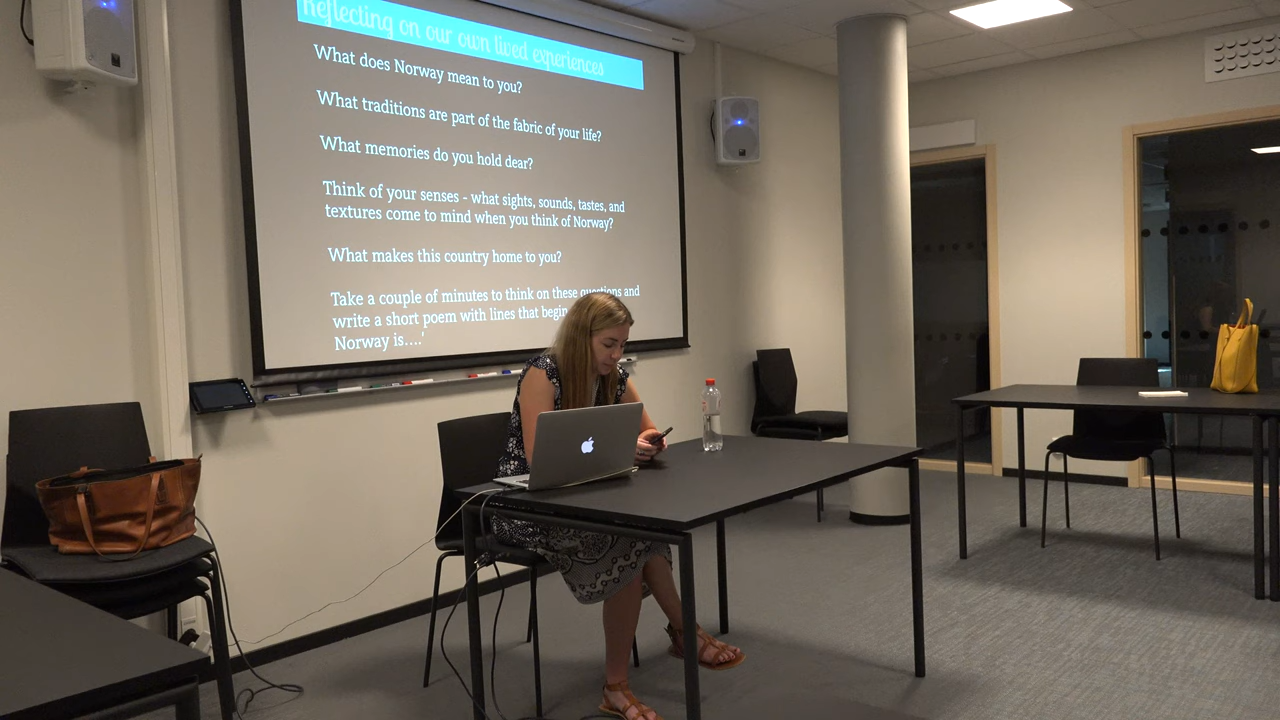 Reflecting on our own lived experiences
What does Norway mean to you?
What traditions are part of the fabric of your life?
What memories do you hold dear?
Think of your senses - what sights, sounds, tastes, and
textures come to mind when you think of Norway?
What makes this country home to you?
Take a couple of minutes to think on these questions and
write a short poem with lines that begin
Norway is....'